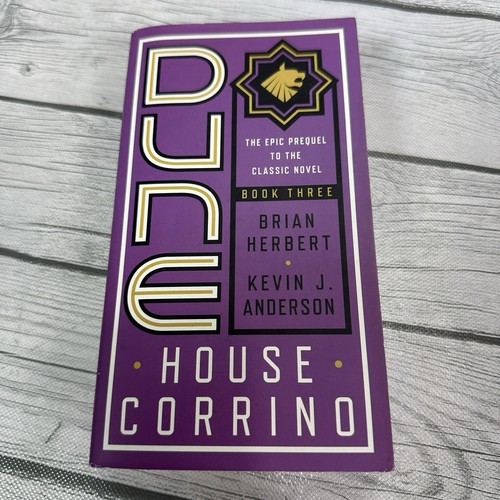 DUNE
THE EPIC PREQUEL
TO THE
CLASSIC NOVEL
BOOK THREE
BRIAN
HERBERT
•
KEVIN J.
ANDERSON
• HOUSE •
CORRINO